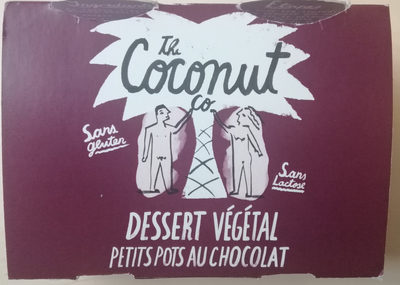 The
Coconut
Co
Sans
gluten
Sans
Lactose
DESSERT VÉGÉTAL
PETITS POTS AU CHOCOLAT